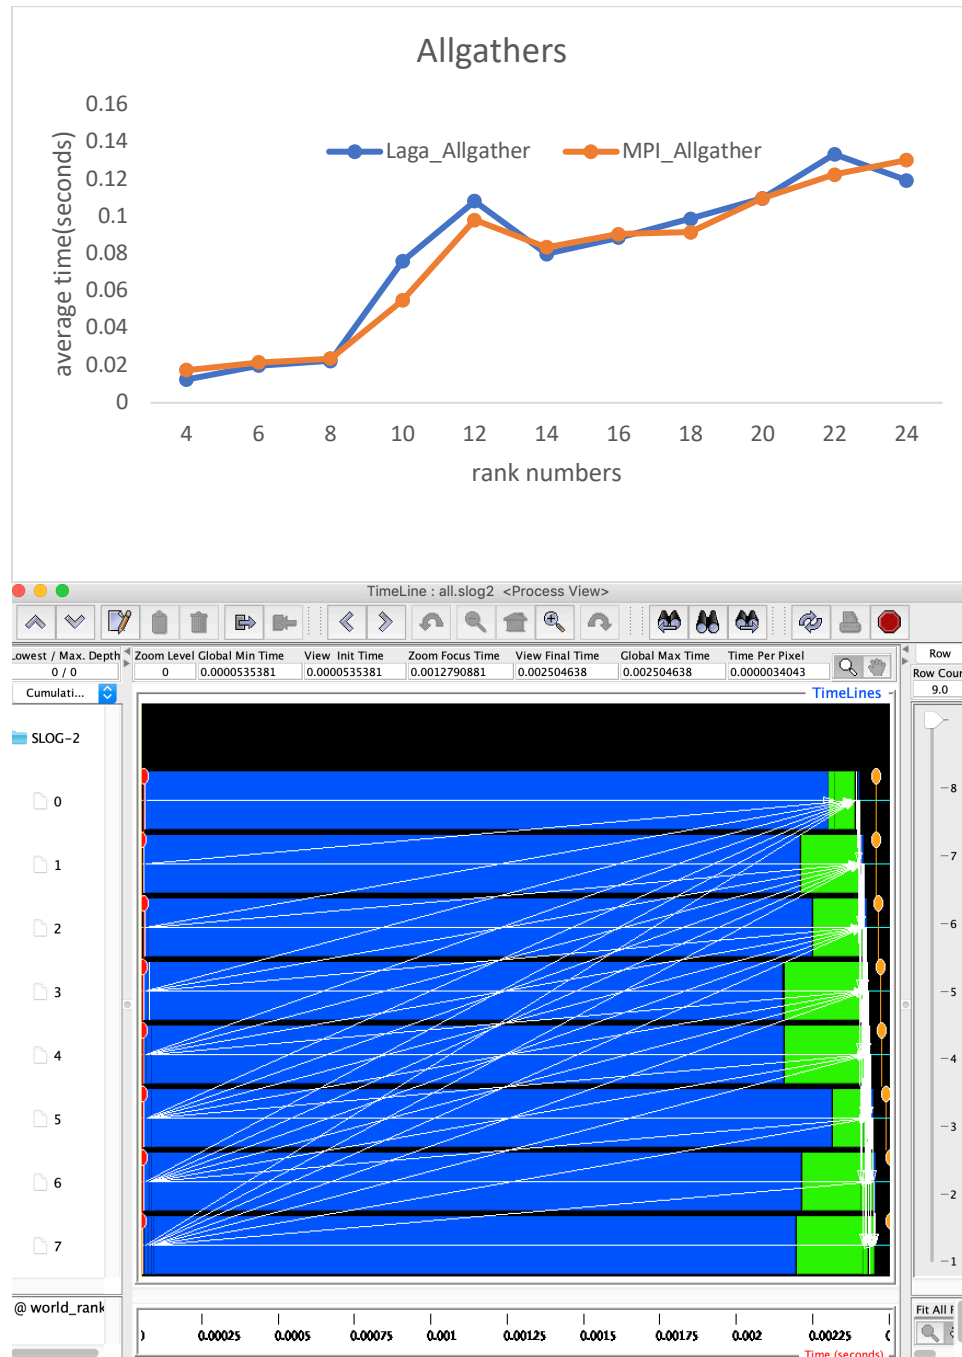 Allgathers
0.16
0.14
0.12
0.1
0.08
0.06
0.04
0.02
0
average time(seconds)
Laga_Allgather MPI_Allgather
4 6 8 10 12 14 16 18 20 22 24
rank numbers
TimeLine : all.slog2 <Process View>
Lowest / Max. Depth Zoom Level Global Min Time View Init Time Zoom Focus Time View Final Time Global Max Time Time Per Pixel Row
0 / 0 0 0.0000535381 0.0000535381 0.0012790881 0.002504638 0.002504638 0.0000034043 Row Cour
Cumulati... TimeLines 9.0
SLOG-2
0
1
2
3
4
5
6
7
8
7
6
5
4
3
2
1
@ world_rank Fit All
0.00025 0.0005 0.00075 0.001 0.00125 0.0015 0.00175 0.002 0.00225
Time (seconds)